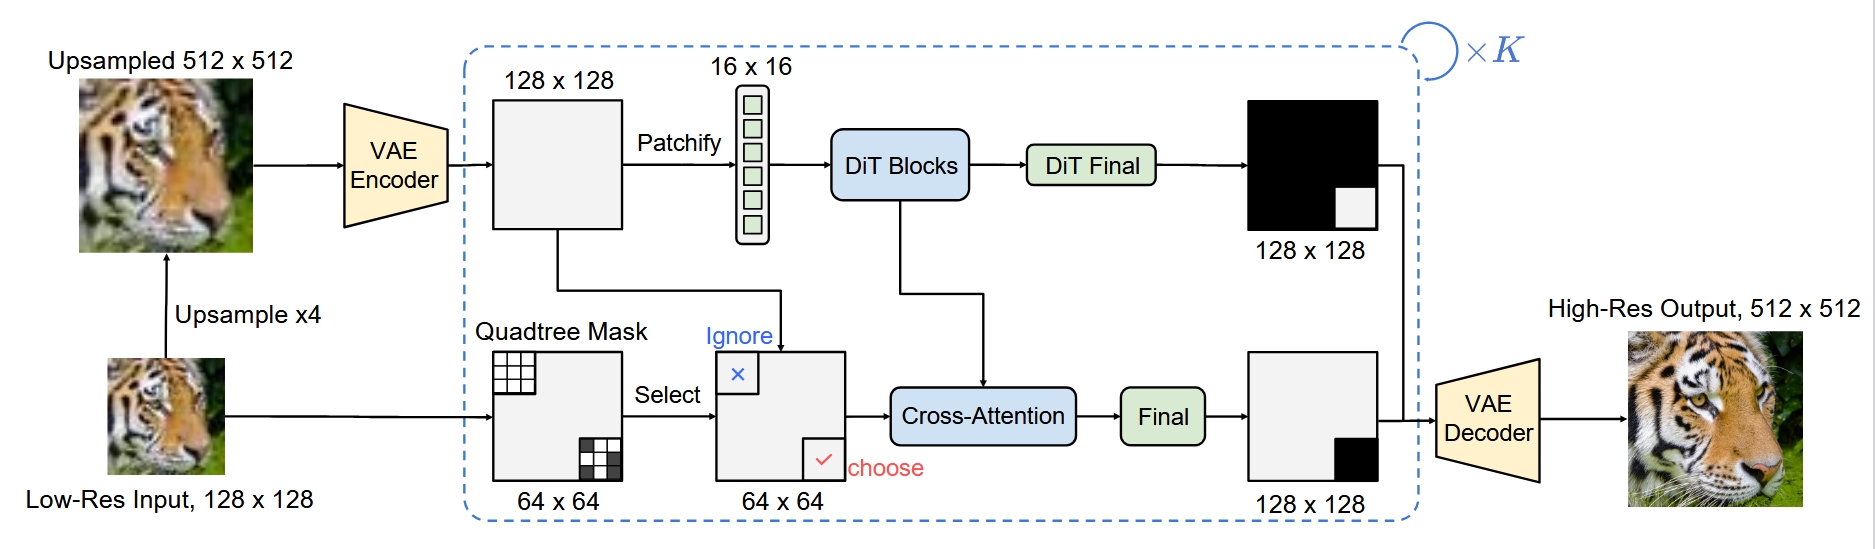 Upsampled 512 x 512
VAE
Encoder
128 x 128
Patchify
16 x 16
DiT Blocks
DiT Final
128 x 128
×K
Upsample x4
Low-Res Input, 128 x 128
Quadtree Mask
64 x 64
Select
Ignore
choose
64 x 64
Cross-Attention
Final
128 x 128
VAE
Decoder
High-Res Output, 512 x 512